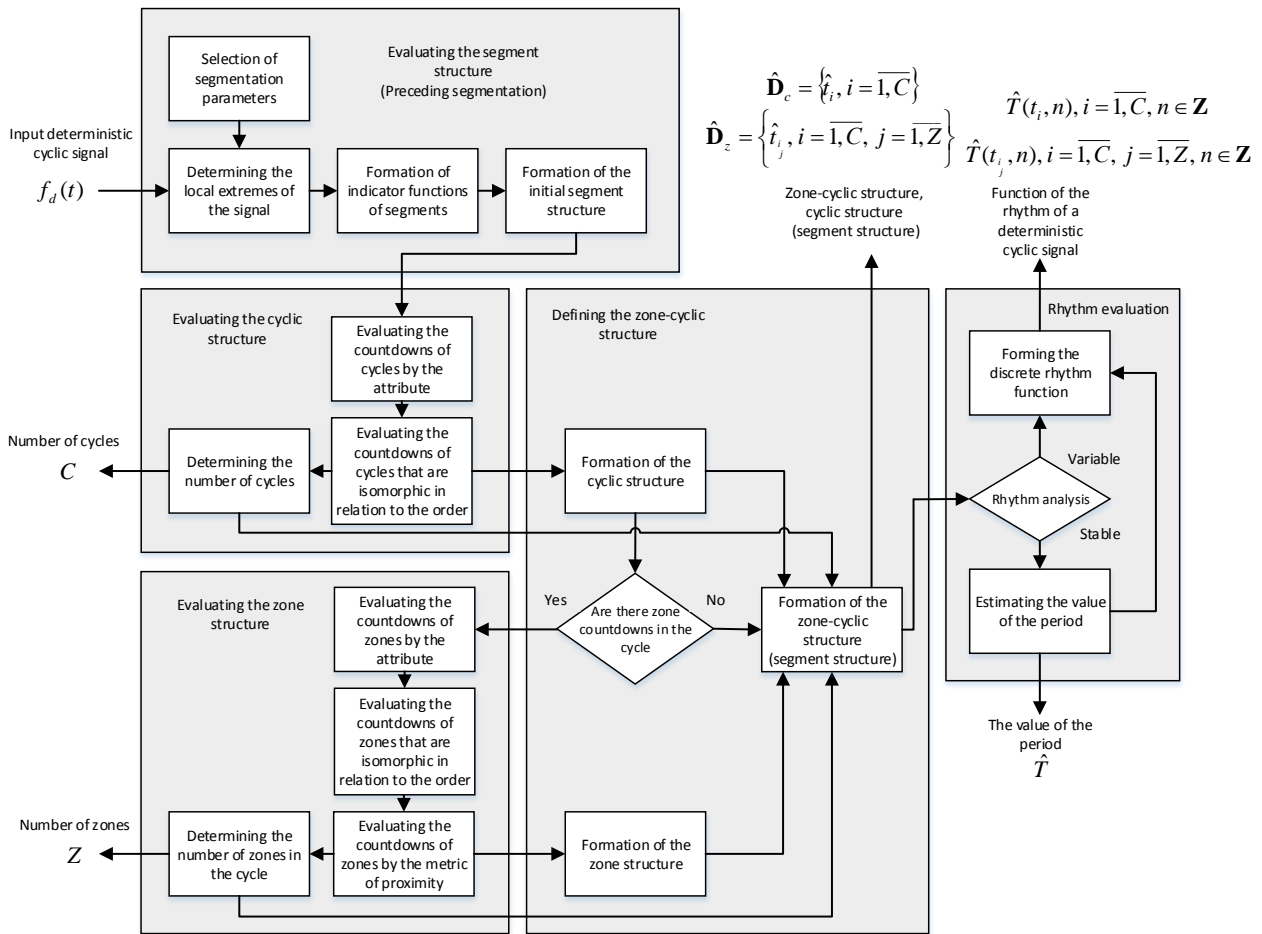 Selection of
segmentation
parameters
Evaluating the segment
structure
(Preceding segmentation)
Input deterministic
cyclic signal
f_d(t)
Determining the
local extremes of
the signal
Formation of
indicator functions
of segments
Formation of the
initial segment
structure
D̂_c = {t̂_i, i = \overline{1,C}}
D̂_z = {t̂_{i_j}, i = \overline{1,C}, j = \overline{1,Z}}
T̂(t_i, n), i = \overline{1,C}, n ∈ Z
T̂(t_{i_j}, n), i = \overline{1,C}, j = \overline{1,Z}, n ∈ Z
Zone-cyclic structure,
cyclic structure
(segment structure)
Function of the
rhythm of a
deterministic
cyclic signal
Evaluating the cyclic
structure
Evaluating the
countdowns of
cycles by the
attribute
Number of cycles
C
Determining the
number of cycles
Evaluating the
countdowns of
cycles that are
isomorphic in
relation to the order
Defining the zone-cyclic
structure
Formation of the
cyclic structure
Yes
Are there zone
countdowns in the
cycle
No
Formation of the
zone-cyclic
structure
(segment structure)
Rhythm evaluation
Forming the
discrete rhythm
function
Variable
Rhythm analysis
Stable
Estimating the value
of the period
The value of the
period
T̂
Evaluating the zone
structure
Evaluating the
countdowns of
zones by the
attribute
Evaluating the
countdowns of
zones that are
isomorphic in
relation to the order
Number of zones
Z
Determining the
number of zones in
the cycle
Evaluating the
countdowns of
zones by the metric
of proximity
Formation of the
zone structure